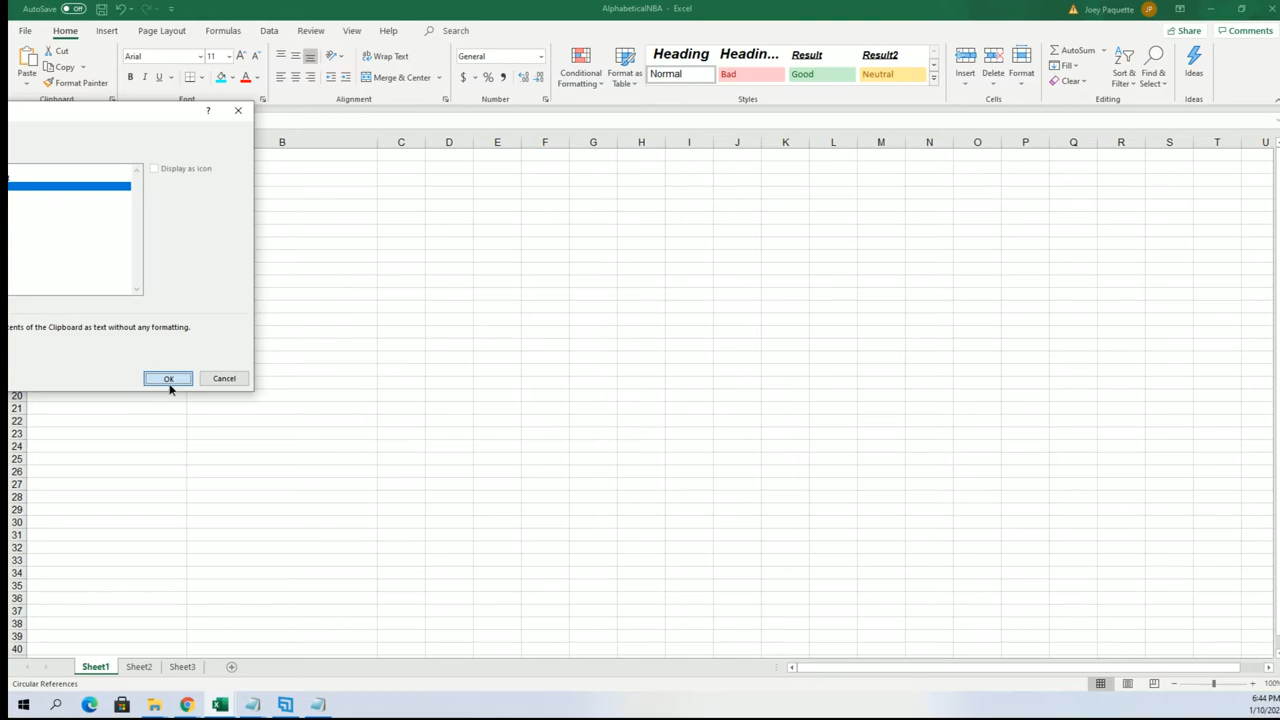 AutoSave Off AlphabeticalNBA - Excel Joey Paquette JP
File Home Insert Page Layout Formulas Data Review View Help Search Share Comments
Paste Cut Copy Format Painter
Clipboard
Arial 11 A A
B I U A
Font
Wrap Text
Merge & Center
Alignment
General
$ % ,
Number
Conditional Formatting
Format as Table
Heading Headin... Result Result2
Normal Bad Good Neutral
Styles
Insert Delete Format
Cells
AutoSum
Fill
Clear
Sort & Filter
Find & Select
Editing
Ideas
Ideas
?
B C D E F G H I J K L M N O P Q R S T U
Display as icon
of the Clipboard as text without any formatting.
OK Cancel
20
21
22
23
24
25
26
27
28
29
30
31
32
33
34
35
36
37
38
39
40
Sheet1 Sheet2 Sheet3
Circular References 100%
6:44 PM
1/10/202